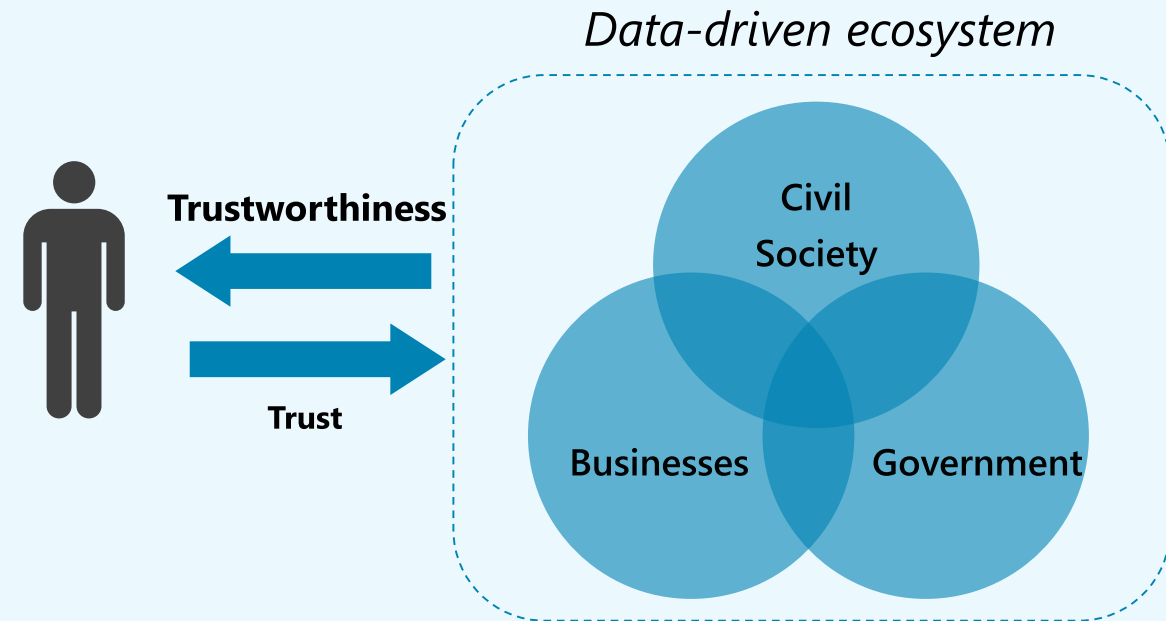 Data-driven ecosystem
Trustworthiness
Trust
Civil
Society
Businesses
Government